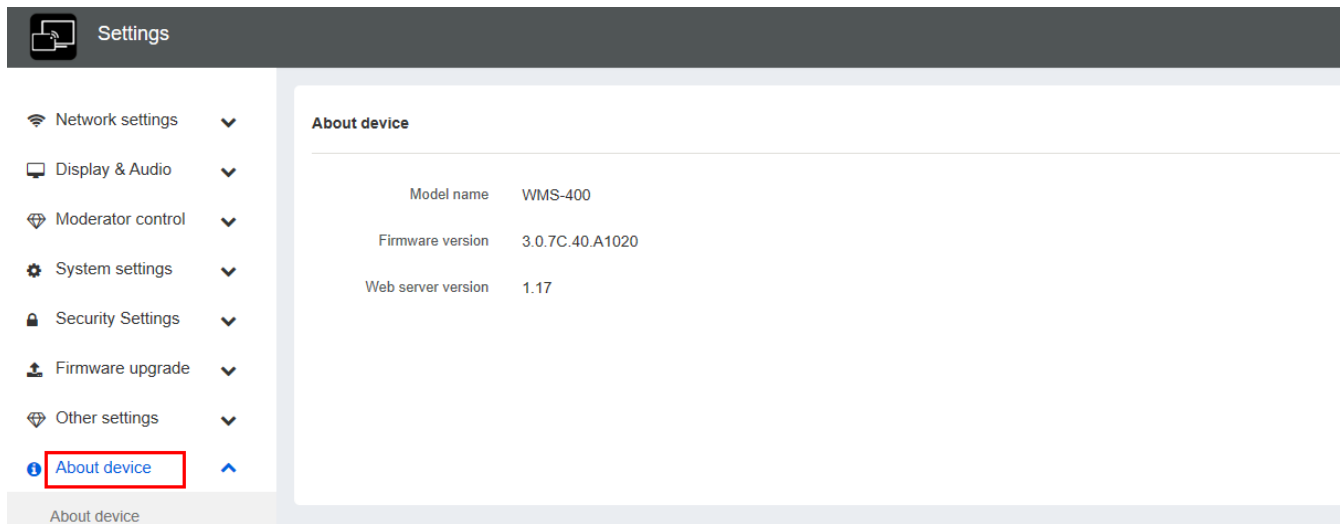 Settings
Network settings
Display & Audio
Moderator control
System settings
Security Settings
Firmware upgrade
Other settings
About device
About device
About device
Model name WMS-400
Firmware version 3.0.7C.40.A1020
Web server version 1.17